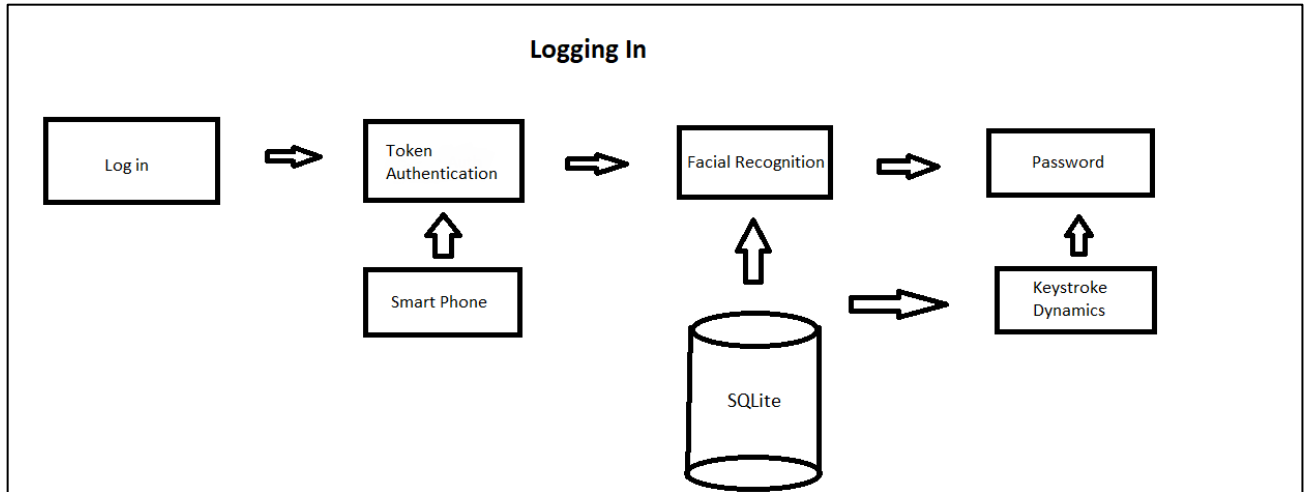 Logging In
Log in
Token
Authentication
Facial Recognition
Password
Smart Phone
Keystroke
Dynamics
SQLite